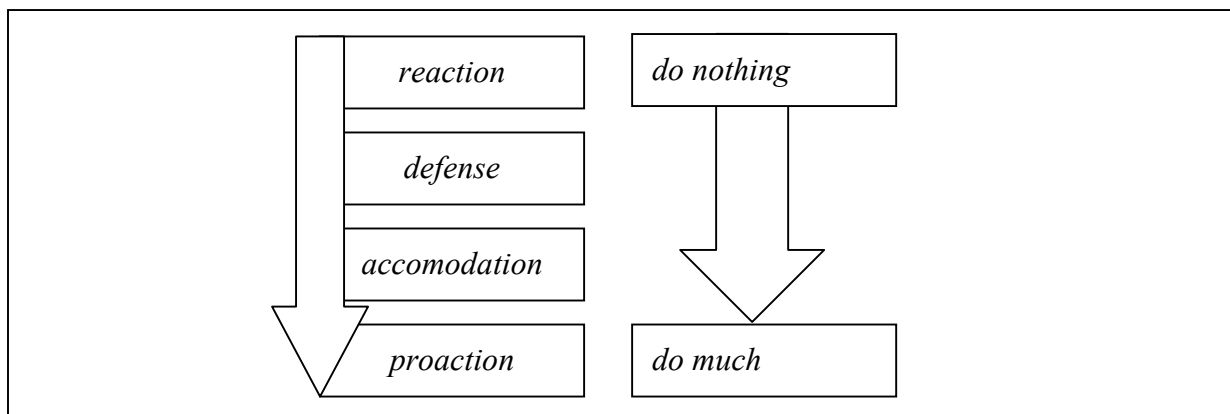 reaction
do nothing
defense
accomodation
proaction
do much